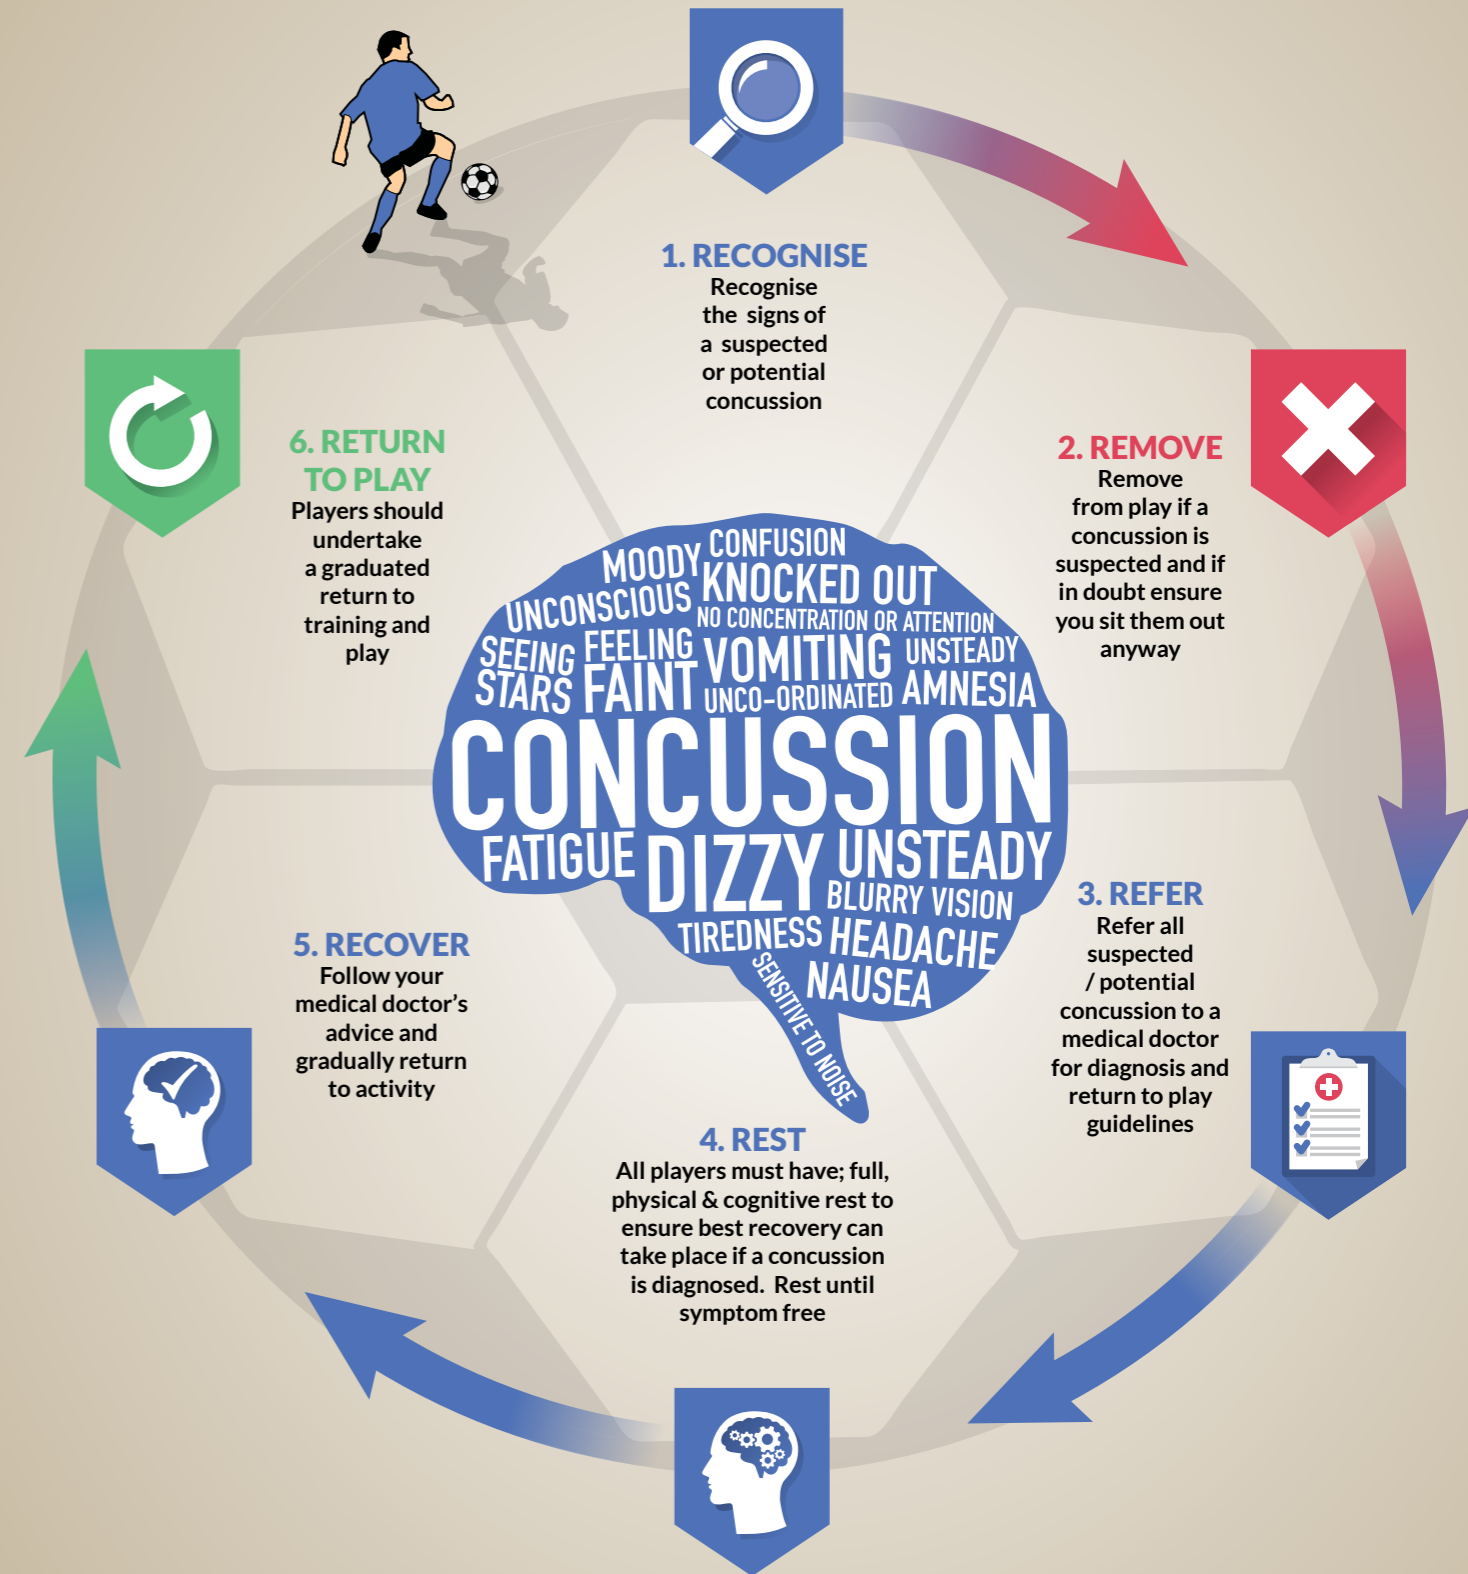 1. RECOGNISE
Recognise
the signs of
a suspected
or potential
concussion
2. REMOVE
Remove
from play if a
concussion is
suspected and if
in doubt ensure
you sit them out
anyway
3. REFER
Refer all
suspected
/ potential
concussion to a
medical doctor
for diagnosis and
return to play
guidelines
4. REST
All players must have; full,
physical & cognitive rest to
ensure best recovery can
take place if a concussion
is diagnosed. Rest until
symptom free
5. RECOVER
Follow your
medical doctor's
advice and
gradually return
to activity
6. RETURN
TO PLAY
Players should
undertake
a graduated
return to
training and
play
MOODY
CONFUSION
UNCONSCIOUS
KNOCKED OUT
NO CONCENTRATION OR ATTENTION
SEEING
STARS
FEELING
FAINT
VOMITING
UNSTEADY
UNCO-ORDINATED
AMNESIA
CONCUSSION
FATIGUE
DIZZY
UNSTEADY
BLURRY VISION
TIREDNESS
HEADACHE
NAUSEA
SENSITIVE TO NOISE